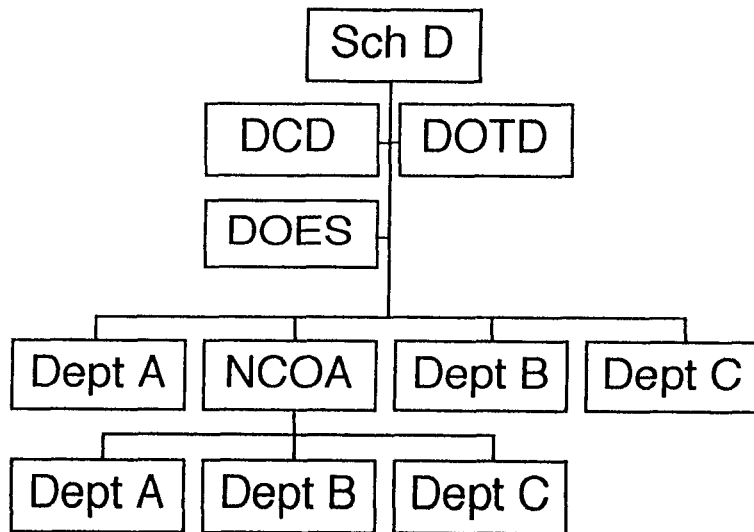 Sch D
DCD
DOTD
DOES
Dept A
NCOA
Dept B
Dept C
Dept A
Dept B
Dept C